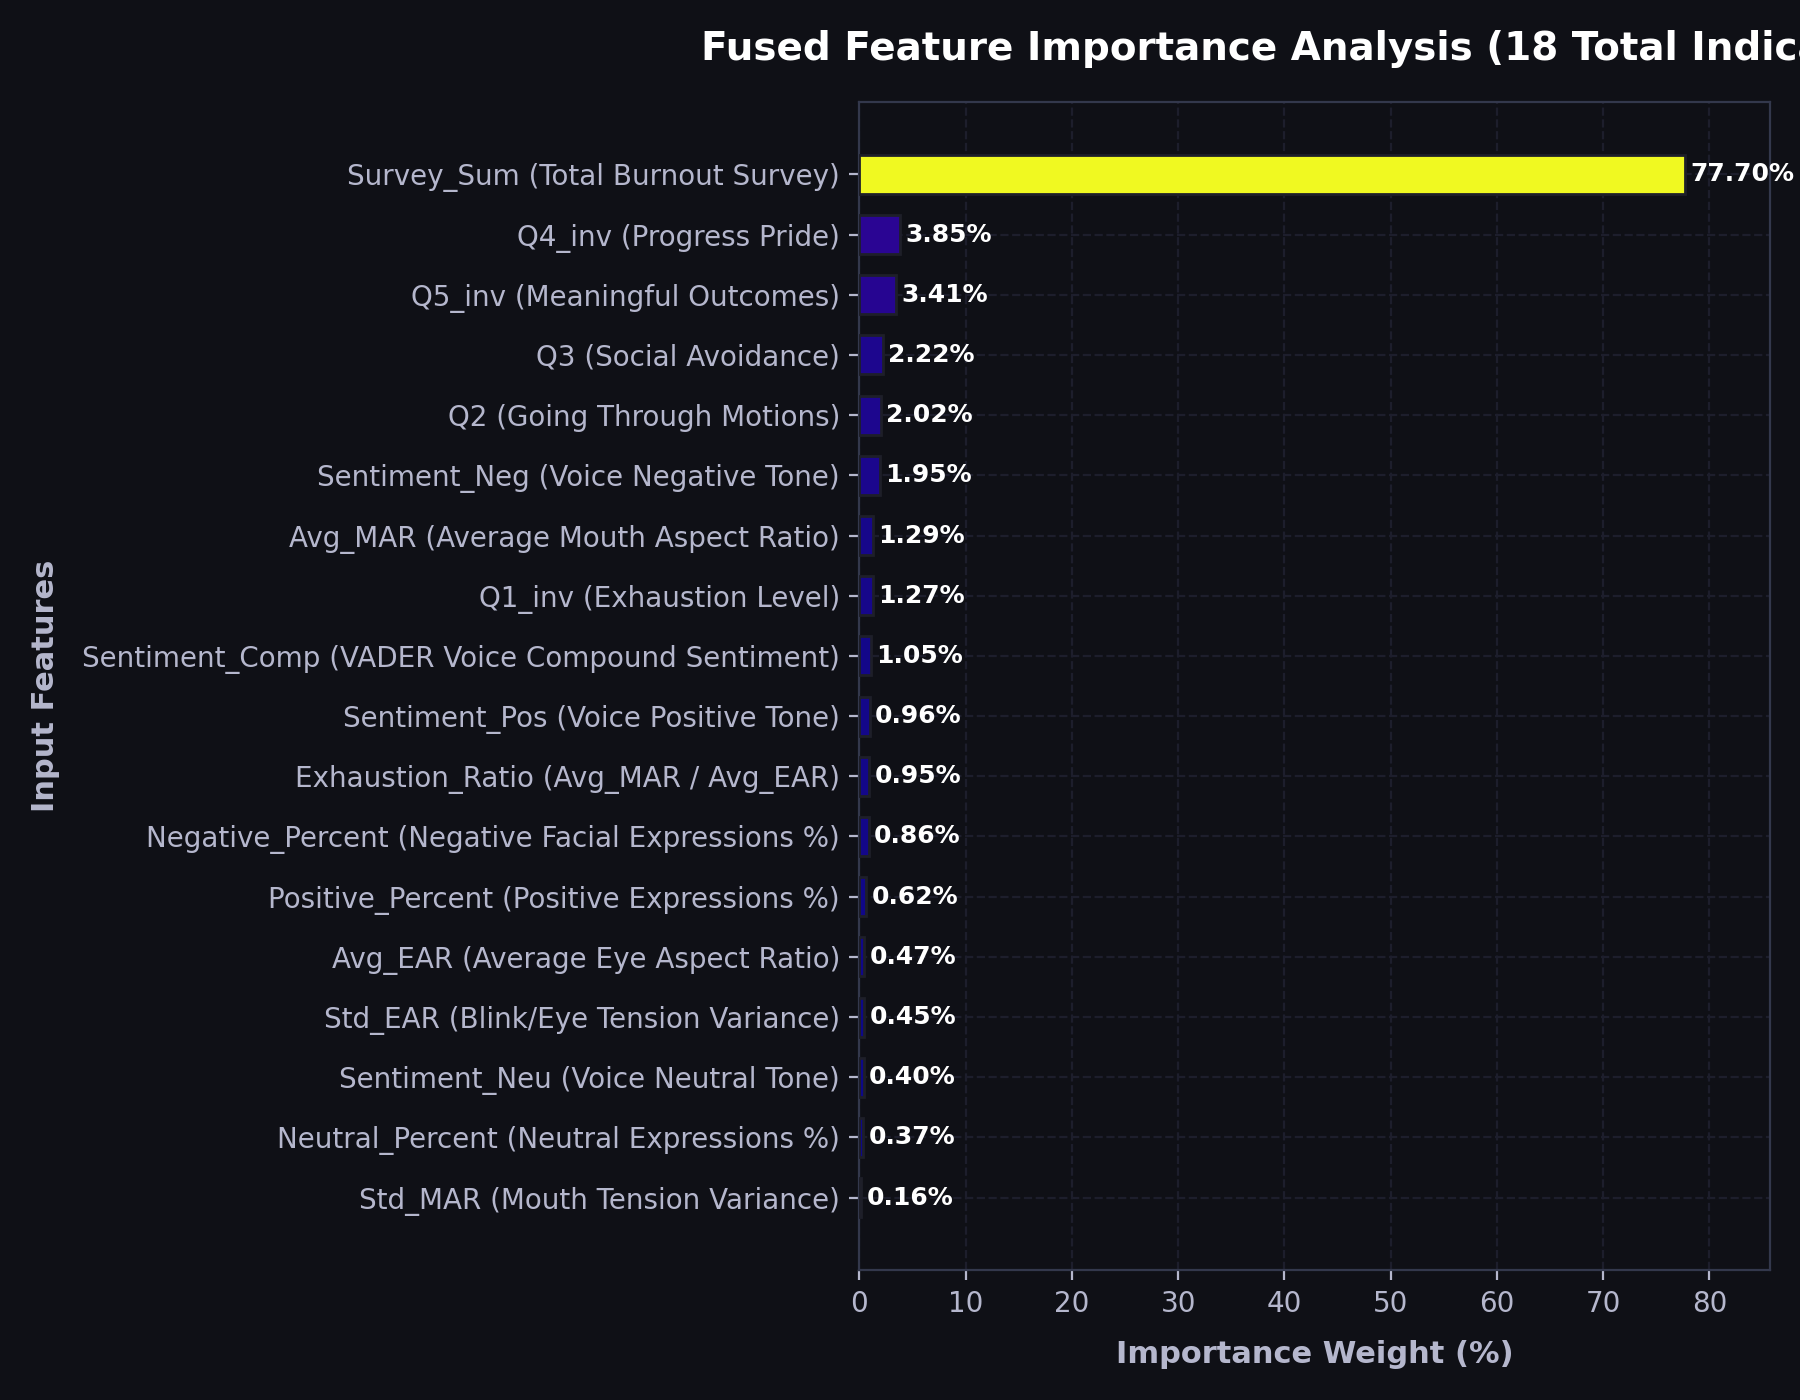 Fused Feature Importance Analysis (18 Total Indic
Survey_Sum (Total Burnout Survey) 77.70%
Q4_inv (Progress Pride) 3.85%
Q5_inv (Meaningful Outcomes) 3.41%
Q3 (Social Avoidance) 2.22%
Q2 (Going Through Motions) 2.02%
Sentiment_Neg (Voice Negative Tone) 1.95%
Avg_MAR (Average Mouth Aspect Ratio) 1.29%
Q1_inv (Exhaustion Level) 1.27%
Sentiment_Comp (VADER Voice Compound Sentiment) 1.05%
Sentiment_Pos (Voice Positive Tone) 0.96%
Exhaustion_Ratio (Avg_MAR / Avg_EAR) 0.95%
Negative_Percent (Negative Facial Expressions %) 0.86%
Positive_Percent (Positive Expressions %) 0.62%
Avg_EAR (Average Eye Aspect Ratio) 0.47%
Std_EAR (Blink/Eye Tension Variance) 0.45%
Sentiment_Neu (Voice Neutral Tone) 0.40%
Neutral_Percent (Neutral Expressions %) 0.37%
Std_MAR (Mouth Tension Variance) 0.16%
Input Features
0 10 20 30 40 50 60 70 80
Importance Weight (%)